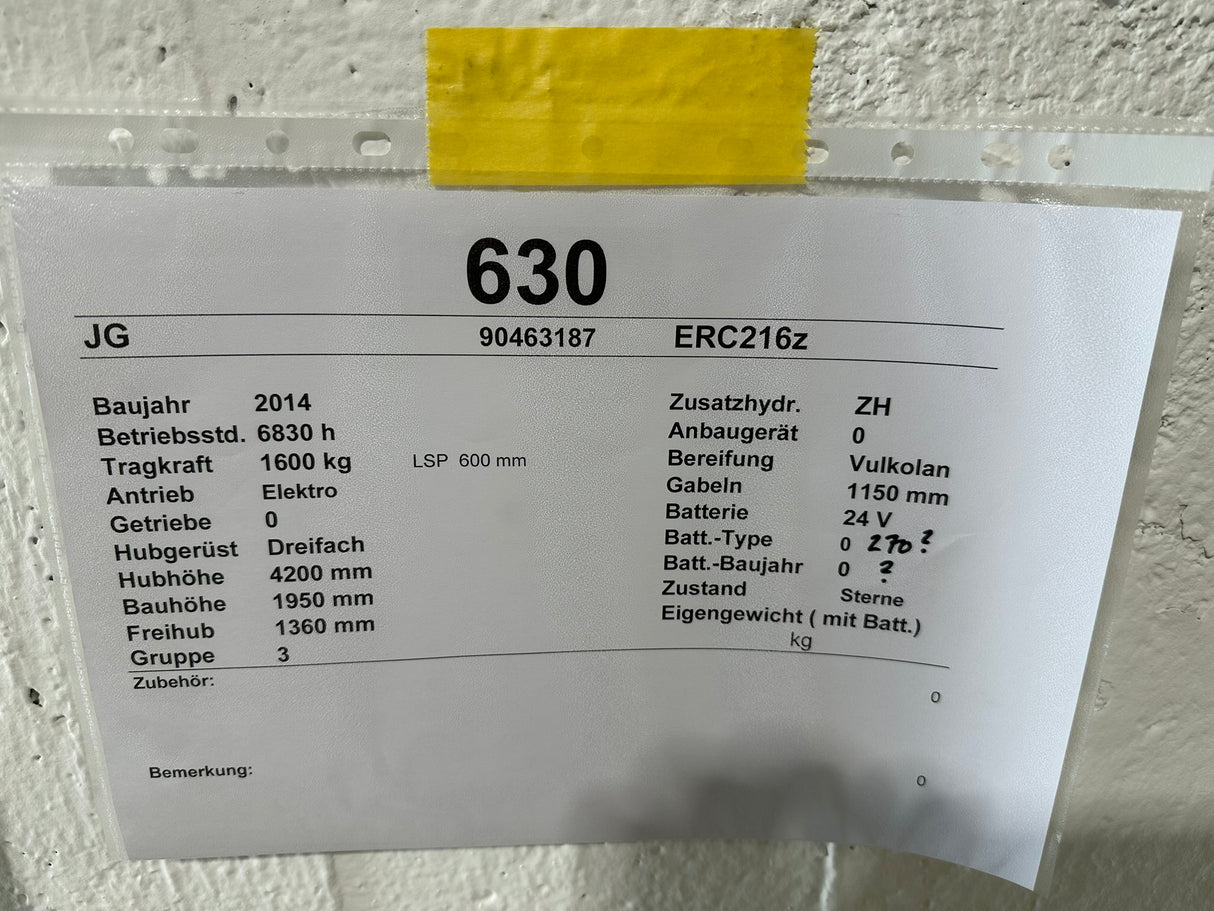 630
JG 90463187 ERC216z
Baujahr 2014
Betriebsstd. 6830 h
Tragkraft 1600 kg LSP 600 mm
Antrieb Elektro
Getriebe 0
Hubgerüst Dreifach
Hubhöhe 4200 mm
Bauhöhe 1950 mm
Freihub 1360 mm
Gruppe 3
Zusatzhydr. ZH
Anbaugerät 0
Bereifung Vulkolan
Gabeln 1150 mm
Batterie 24 V
Batt.-Type 0 270?
Batt.-Baujahr 0 ?
Zustand Sterne
Eigengewicht ( mit Batt.)
kg
Zubehör:
0
Bemerkung:
0